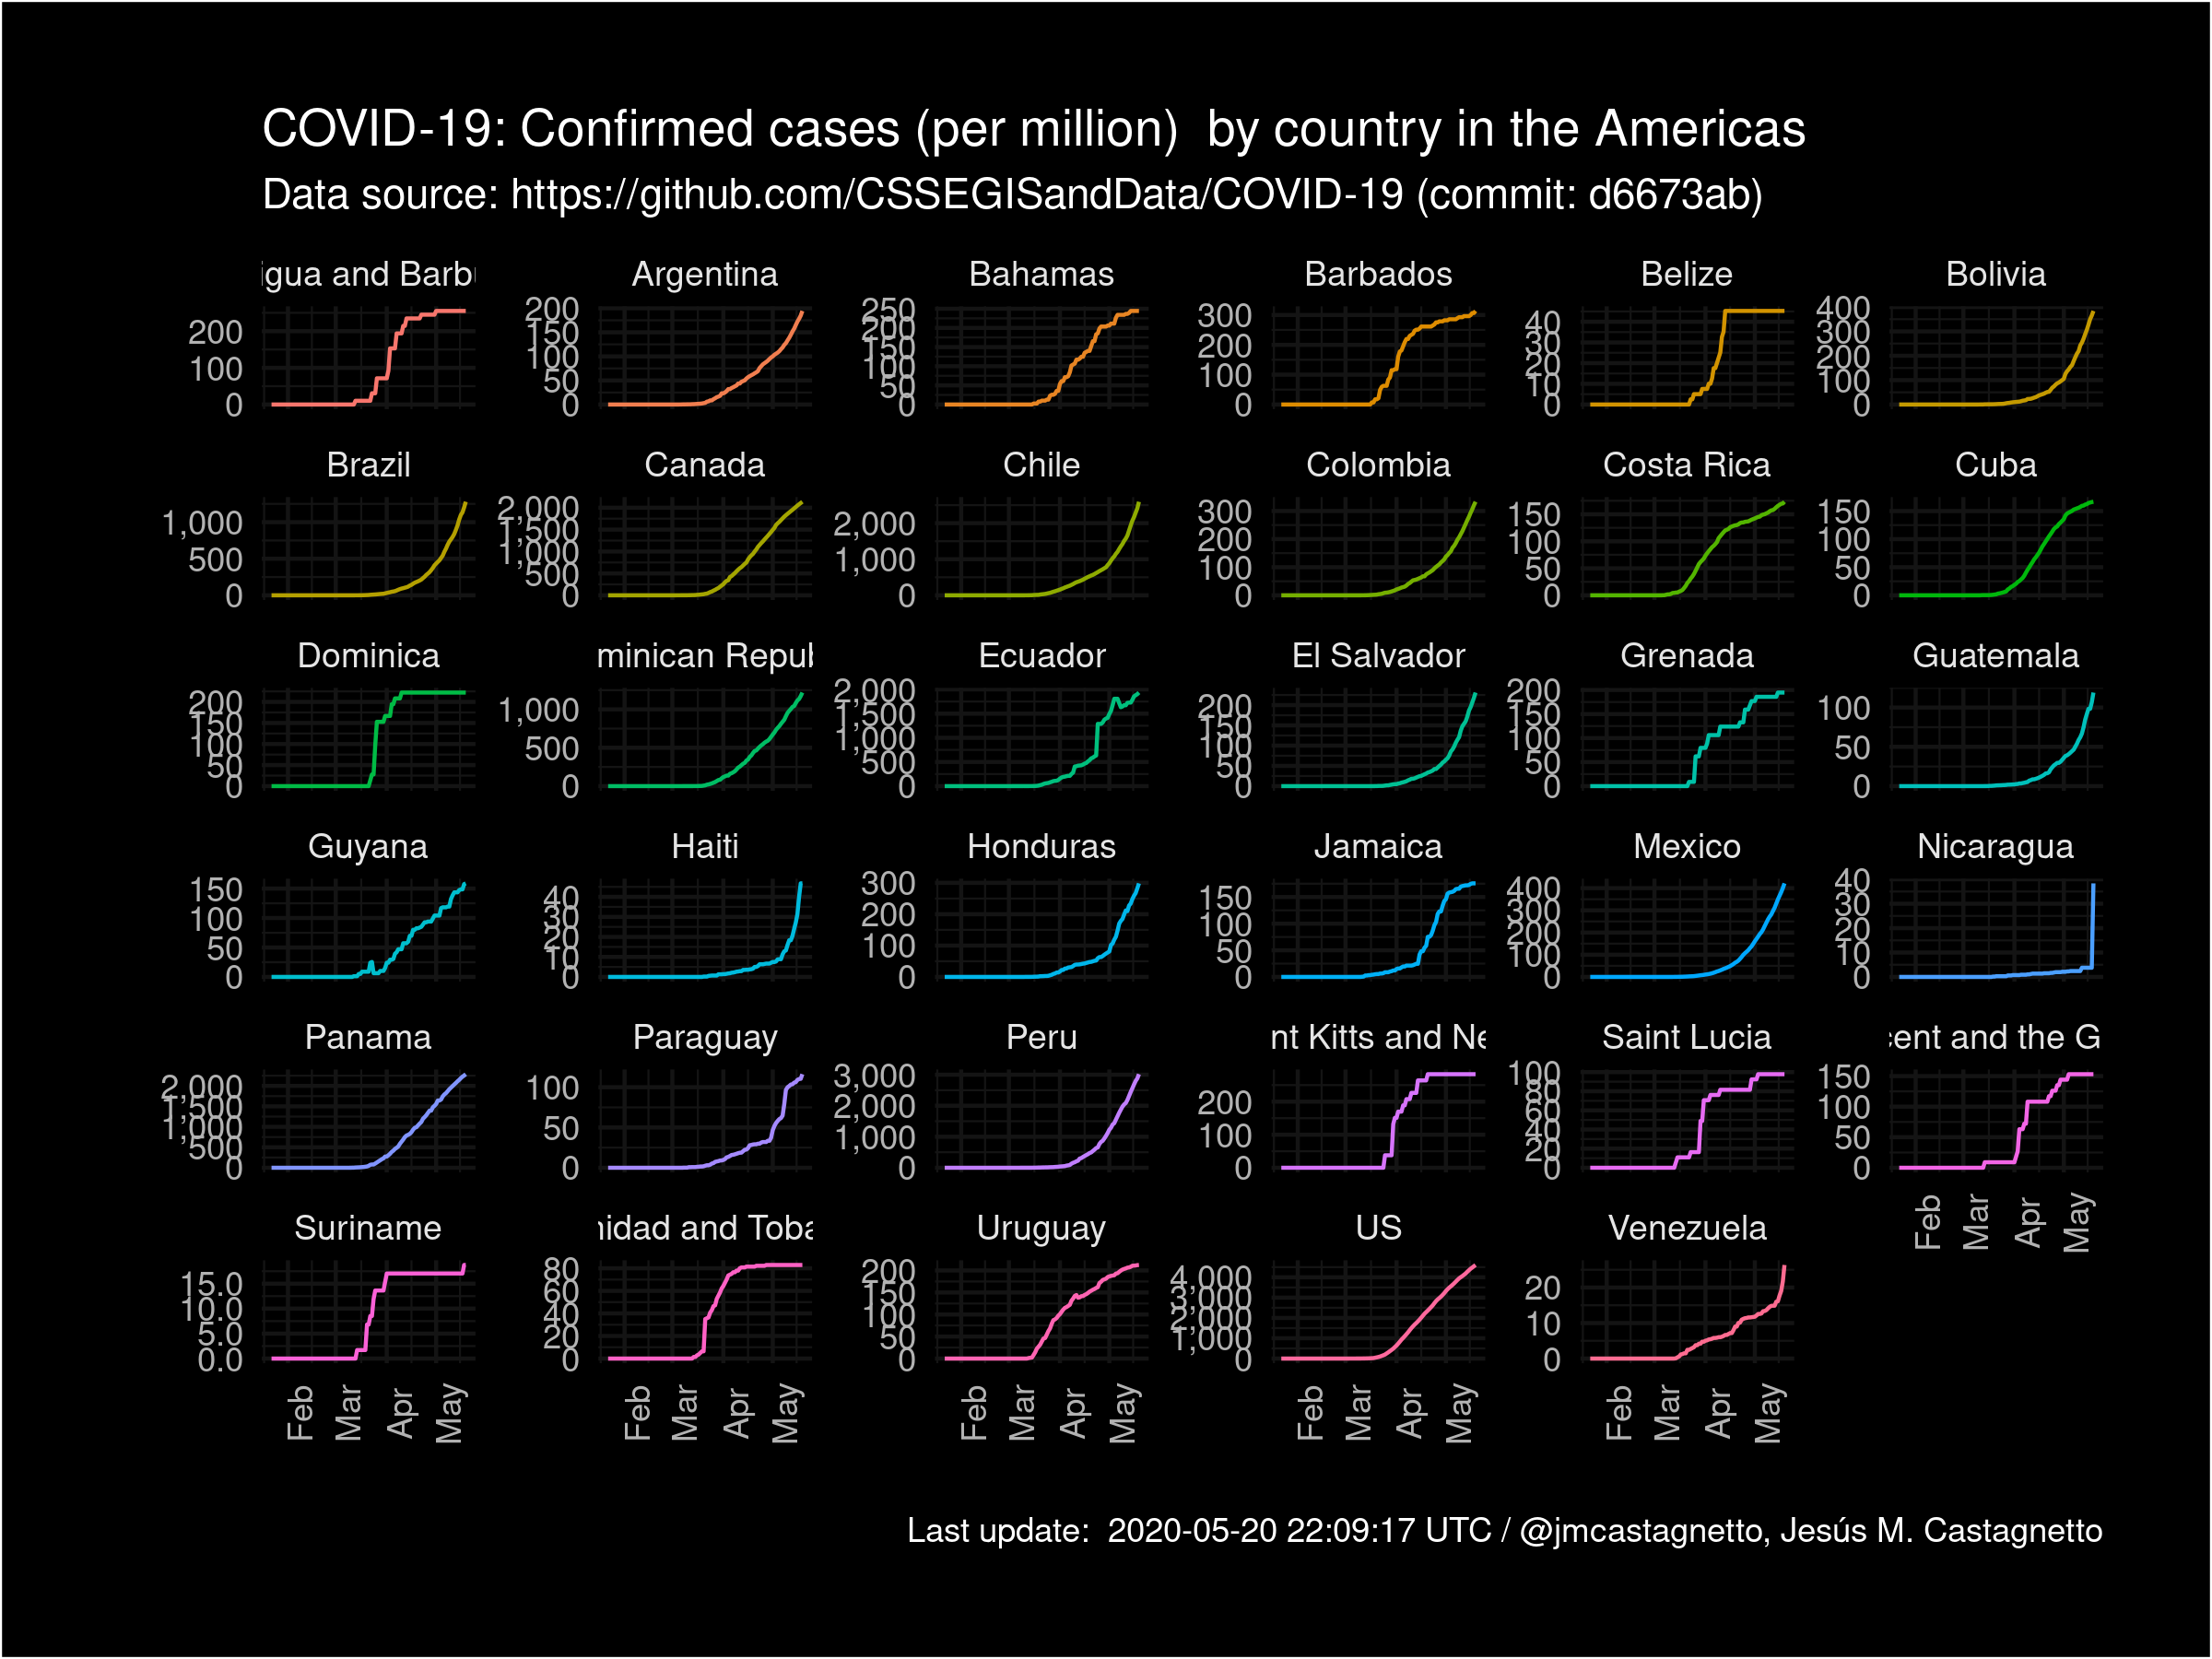 COVID-19: Confirmed cases (per million)  by country in the Americas
Data source: https://github.com/CSSEGISandData/COVID-19 (commit: d6673ab)
igua and Barbu Argentina Bahamas Barbados Belize Bolivia
200 100 0
200 150 100 50 0
250 200 150 100 50 0
300 200 100 0
40 30 20 10 0
400 300 200 100 0
Brazil Canada Chile Colombia Costa Rica Cuba
1,000 500 0
2,000 1,500 1,000 500 0
2,000 1,000 0
300 200 100 0
150 100 50 0
150 100 50 0
Dominica minican Repub Ecuador El Salvador Grenada Guatemala
200 150 100 50 0
1,000 500 0
2,000 1,500 1,000 500 0
200 150 100 50 0
200 150 100 50 0
100 50 0
Guyana Haiti Honduras Jamaica Mexico Nicaragua
150 100 50 0
40 30 20 10 0
300 200 100 0
150 100 50 0
400 300 200 100 0
40 30 20 10 0
Panama Paraguay Peru nt Kitts and Ne Saint Lucia cent and the G
2,000 1,500 1,000 500 0
100 50 0
3,000 2,000 1,000 0
200 100 0
100 80 60 40 20 0
150 100 50 0
Feb Mar Apr May
Suriname nidad and Toba Uruguay US Venezuela
15.0 10.0 5.0 0.0
80 60 40 20 0
200 150 100 50 0
4,000 3,000 2,000 1,000 0
20 10 0
Feb Mar Apr May
Feb Mar Apr May
Feb Mar Apr May
Feb Mar Apr May
Feb Mar Apr May
Last update:  2020-05-20 22:09:17 UTC / @jmcastagnetto, Jesús M. Castagnetto